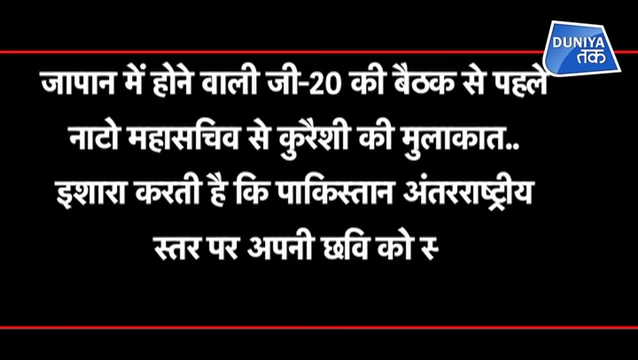 DUNIYA
तक
जापान में होने वाली जी-20 की बैठक से पहले
नाटो महासचिव से कुरैशी की मुलाकात..
इशारा करती है कि पाकिस्तान अंतरराष्ट्रीय
स्तर पर अपनी छवि को स्